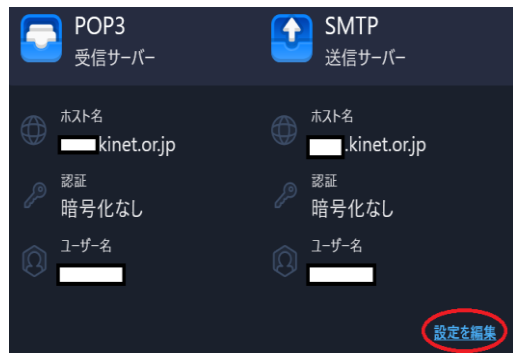 POP3
受信サーバー
SMTP
送信サーバー
ホスト名
kinet.or.jp
ホスト名
.kinet.or.jp
認証
暗号化なし
認証
暗号化なし
ユーザー名
ユーザー名
設定を編集